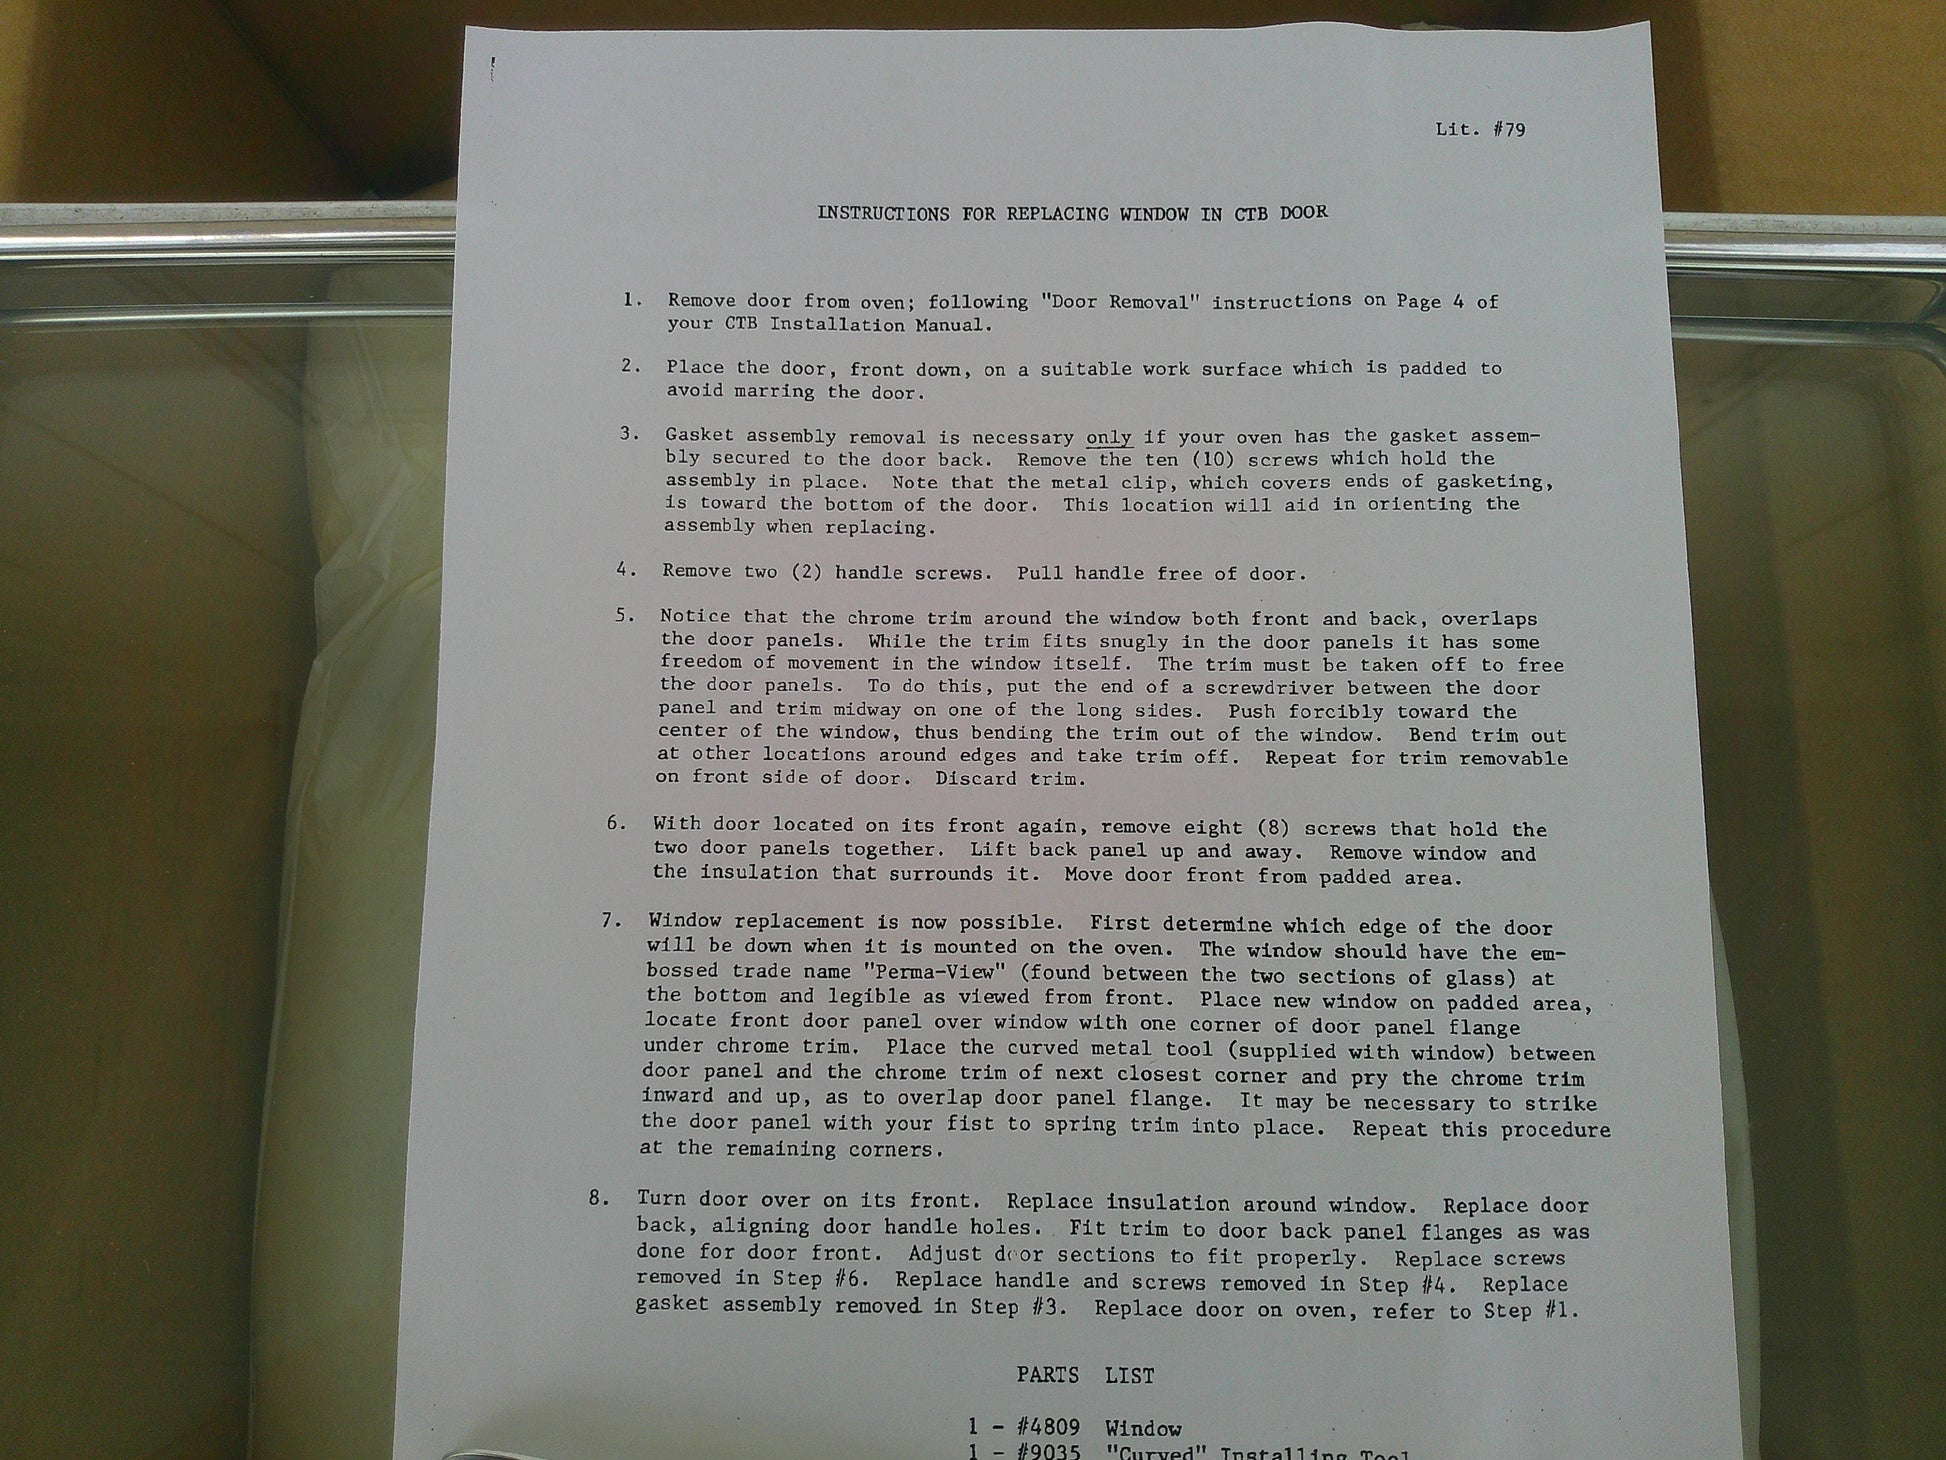 Lit. #79
INSTRUCTIONS FOR REPLACING WINDOW IN CTB DOOR
1. Remove door from oven; following "Door Removal" instructions on Page 4 of
your CTB Installation Manual.
2. Place the door, front down, on a suitable work surface which is padded to
avoid marring the door.
3. Gasket assembly removal is necessary only if your oven has the gasket assem-
bly secured to the door back. Remove the ten (10) screws which hold the
assembly in place. Note that the metal clip, which covers ends of gasketing,
is toward the bottom of the door. This location will aid in orienting the
assembly when replacing.
4. Remove two (2) handle screws. Pull handle free of door.
5. Notice that the chrome trim around the window both front and back, overlaps
the door panels. While the trim fits snugly in the door panels it has some
freedom of movement in the window itself. The trim must be taken off to free
the door panels. To do this, put the end of a screwdriver between the door
panel and trim midway on one of the long sides. Push forcibly toward the
center of the window, thus bending the trim out of the window. Bend trim out
at other locations around edges and take trim off. Repeat for trim removable
on front side of door. Discard trim.
6. With door located on its front again, remove eight (8) screws that hold the
two door panels together. Lift back panel up and away. Remove window and
the insulation that surrounds it. Move door front from padded area.
7. Window replacement is now possible. First determine which edge of the door
will be down when it is mounted on the oven. The window should have the em-
bossed trade name "Perma-View" (found between the two sections of glass) at
the bottom and legible as viewed from front. Place new window on padded area,
locate front door panel over window with one corner of door panel flange
under chrome trim. Place the curved metal tool (supplied with window) between
door panel and the chrome trim of next closest corner and pry the chrome trim
inward and up, as to overlap door panel flange. It may be necessary to strike
the door panel with your fist to spring trim into place. Repeat this procedure
at the remaining corners.
8. Turn door over on its front. Replace insulation around window. Replace door
back, aligning door handle holes. Fit trim to door back panel flanges as was
done for door front. Adjust door sections to fit properly. Replace screws
removed in Step #6. Replace handle and screws removed in Step #4. Replace
gasket assembly removed in Step #3. Replace door on oven, refer to Step #1.
PARTS LIST
1 - #4809 Window
1 - #9035 "Curved" Installing Tool